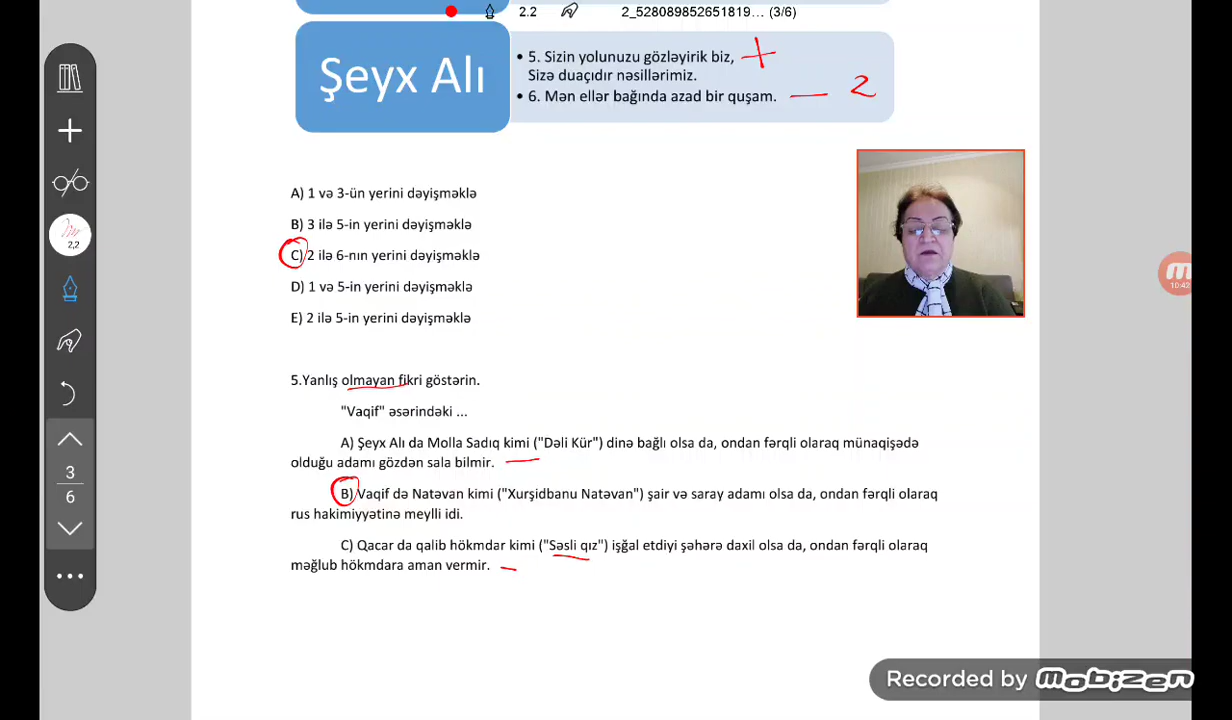 2.2
2_528089852651819... (3/6)
Şeyx Alı
• 5. Sizin yolunuzu gözləyirik biz, +
Sizə duaçıdır nəsillərimiz.
• 6. Mən ellər bağında azad bir quşam. — 2
A) 1 və 3-ün yerini dəyişməklə
B) 3 ilə 5-in yerini dəyişməklə
C) 2 ilə 6-nın yerini dəyişməklə
D) 1 və 5-in yerini dəyişməklə
E) 2 ilə 5-in yerini dəyişməklə
5.Yanlış olmayan fikri göstərin.
"Vaqif" əsərindəki ...
A) Şeyx Alı da Molla Sadıq kimi ("Dəli Kür") dinə bağlı olsa da, ondan fərqli olaraq münaqişədə
olduğu adamı gözdən sala bilmir.
B) Vaqif də Natəvan kimi ("Xurşidbanu Natəvan") şair və saray adamı olsa da, ondan fərqli olaraq
rus hakimiyyətinə meylli idi.
C) Qacar da qalib hökmdar kimi ("Səsli qız") işğal etdiyi şəhərə daxil olsa da, ondan fərqli olaraq
məğlub hökmdara aman vermir.
2,2
3
6
10:43
Recorded by mobizen